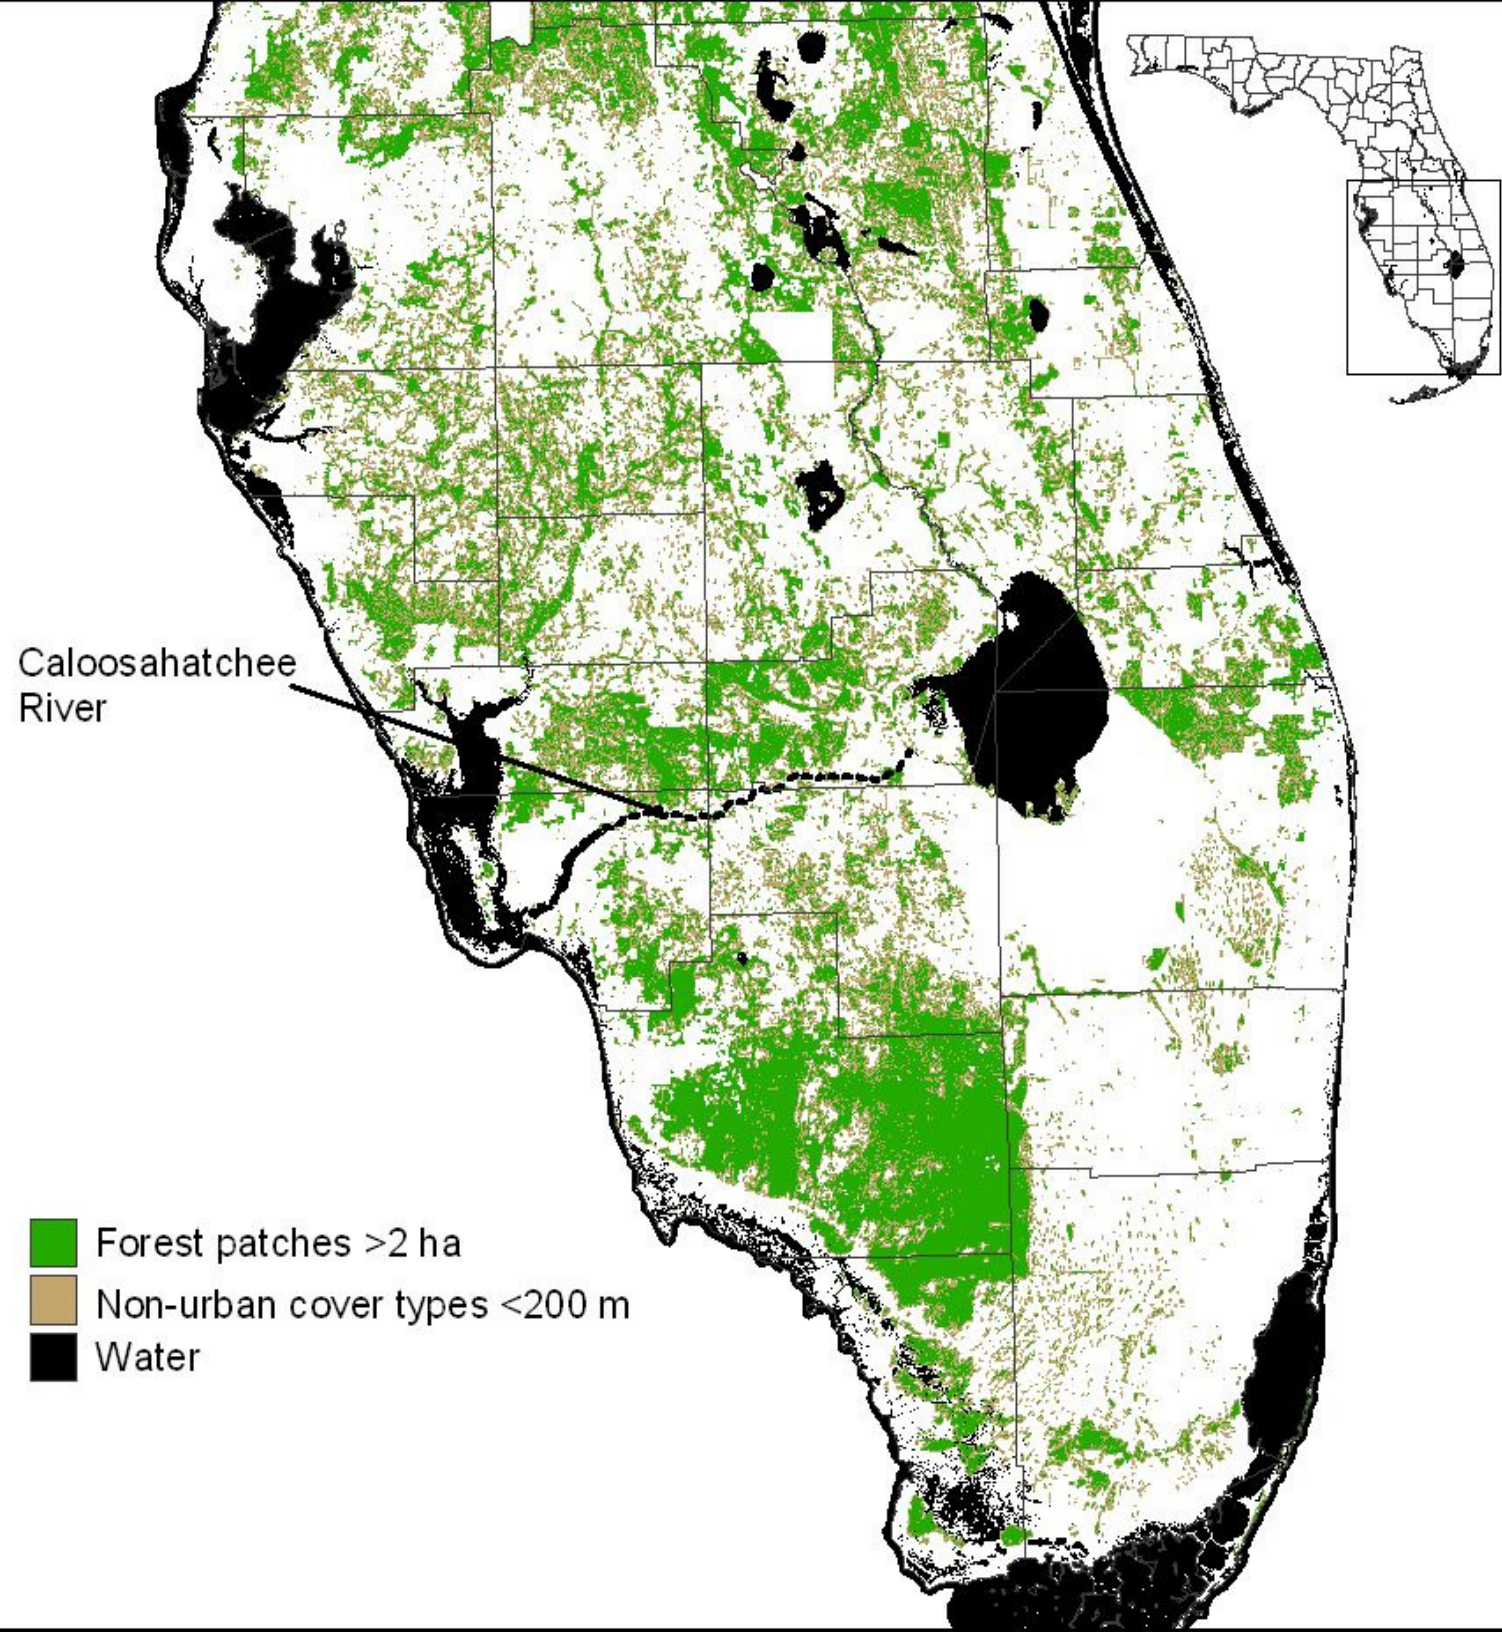 Caloosahatchee
River
Forest patches >2 ha
Non-urban cover types <200 m
Water